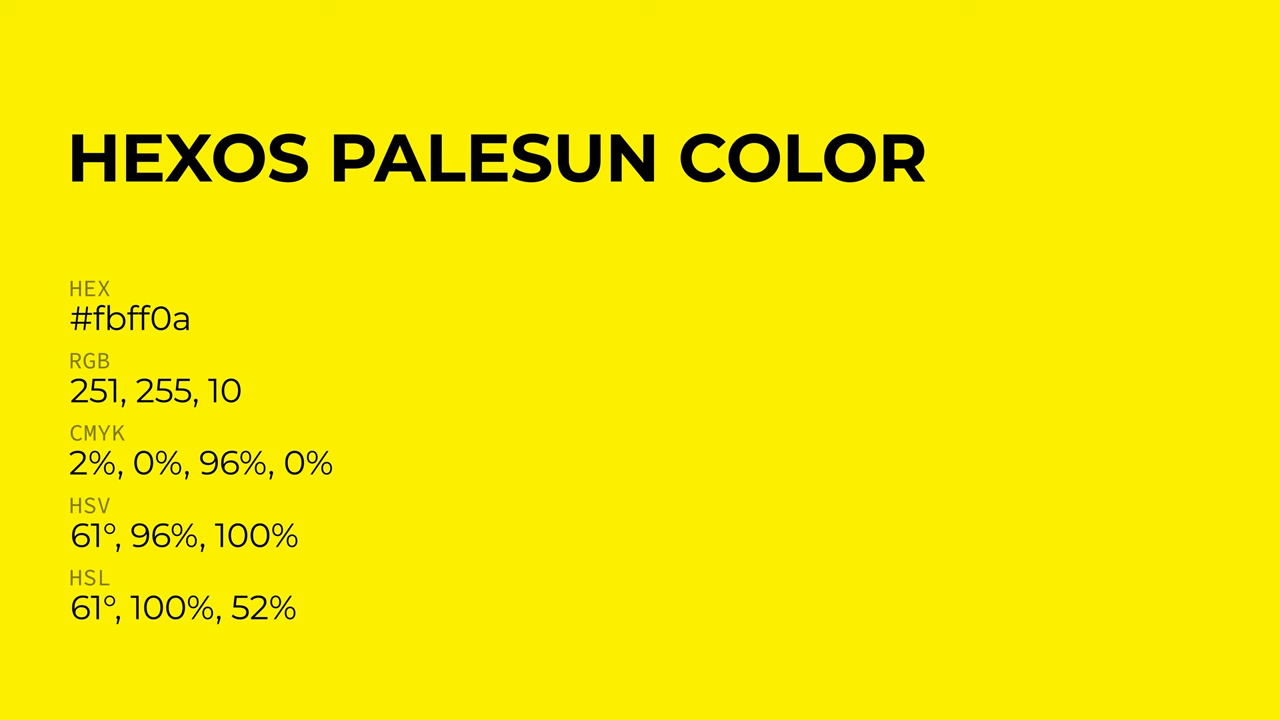 HEXOS PALESUN COLOR
HEX
#fbff0a
RGB
251, 255, 10
CMYK
2%, 0%, 96%, 0%
HSV
61°, 96%, 100%
HSL
61°, 100%, 52%